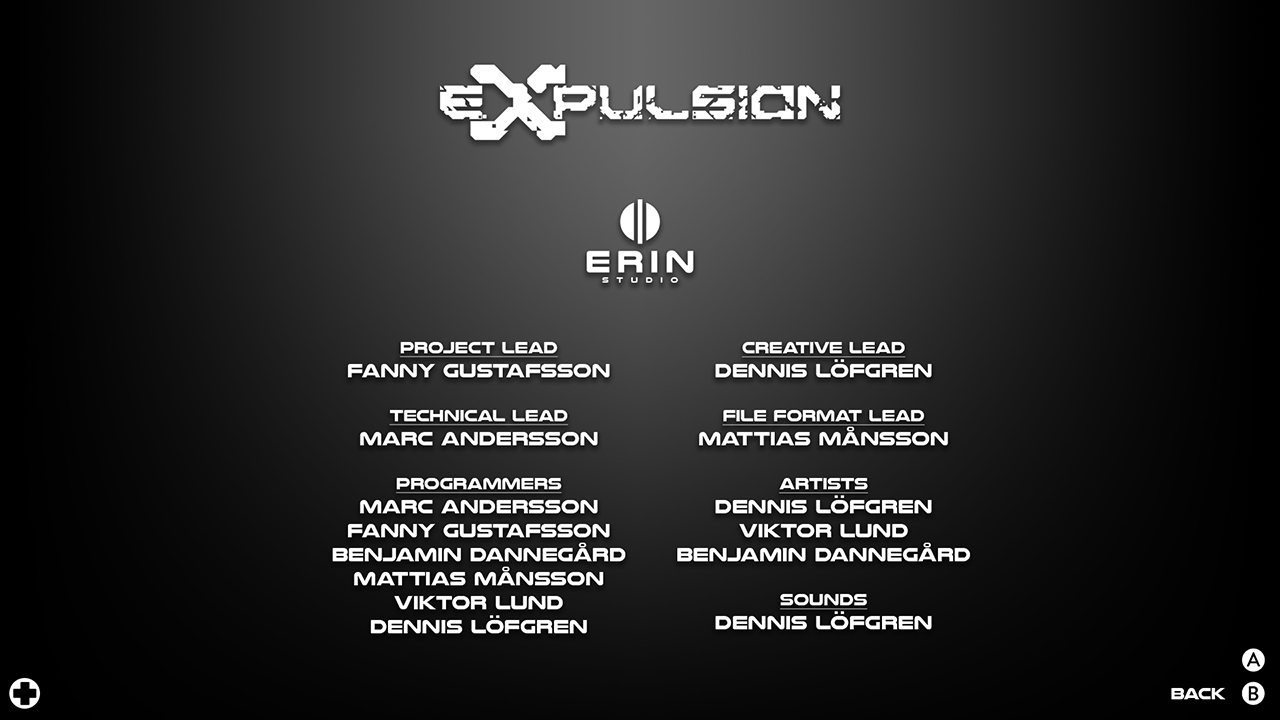 EXPULSION
ERIN
STUDIO
PROJECT LEAD
FANNY GUSTAFSSON
TECHNICAL LEAD
MARC ANDERSSON
PROGRAMMERS
MARC ANDERSSON
FANNY GUSTAFSSON
BENJAMIN DANNEGÅRD
MATTIAS MÅNSSON
VIKTOR LUND
DENNIS LÖFGREN
CREATIVE LEAD
DENNIS LÖFGREN
FILE FORMAT LEAD
MATTIAS MÅNSSON
ARTISTS
DENNIS LÖFGREN
VIKTOR LUND
BENJAMIN DANNEGÅRD
SOUNDS
DENNIS LÖFGREN
A
BACK B